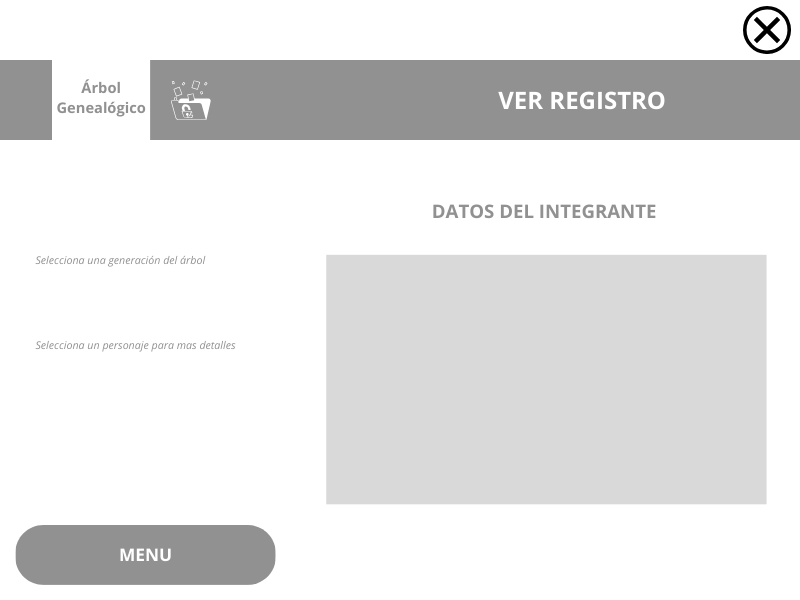 Árbol
Genealógico
VER REGISTRO
DATOS DEL INTEGRANTE
Selecciona una generación del árbol
Selecciona un personaje para mas detalles
MENU